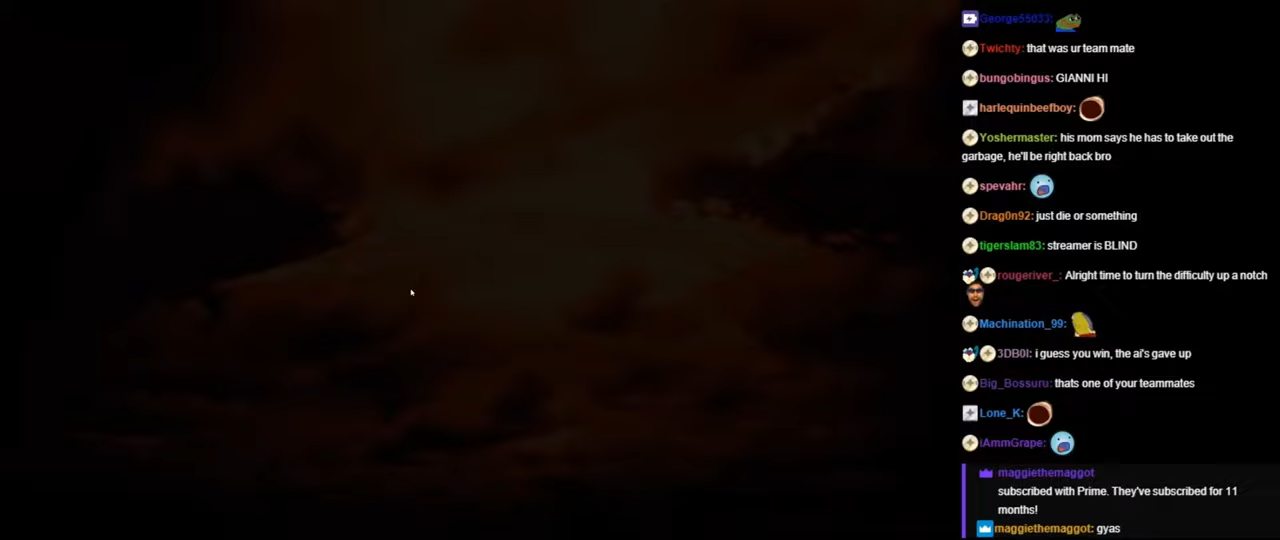 George55033:
Twichty: that was ur team mate
bungobingus: GIANNI HI
harlequinbeefboy:
Yoshermaster: his mom says he has to take out the
garbage, he'll be right back bro
spevahr:
Drag0n92: just die or something
tigerslam83: streamer is BLIND
rougeriver_: Alright time to turn the difficulty up a notch
Machination_99:
3DB0I: i guess you win, the ai's gave up
Big_Bossuru: thats one of your teammates
Lone_K:
iAmmGrape:
maggiethemaggot
subscribed with Prime. They've subscribed for 11
months!
maggiethemaggot: gyas